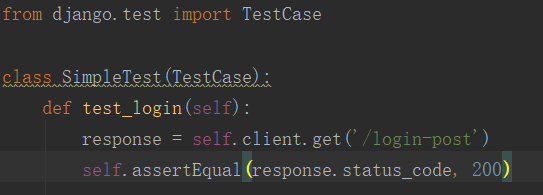 from django.test import TestCase
class SimpleTest(TestCase):
def test_login(self):
response = self.client.get('/login-post')
self.assertEqual(response.status_code, 200)